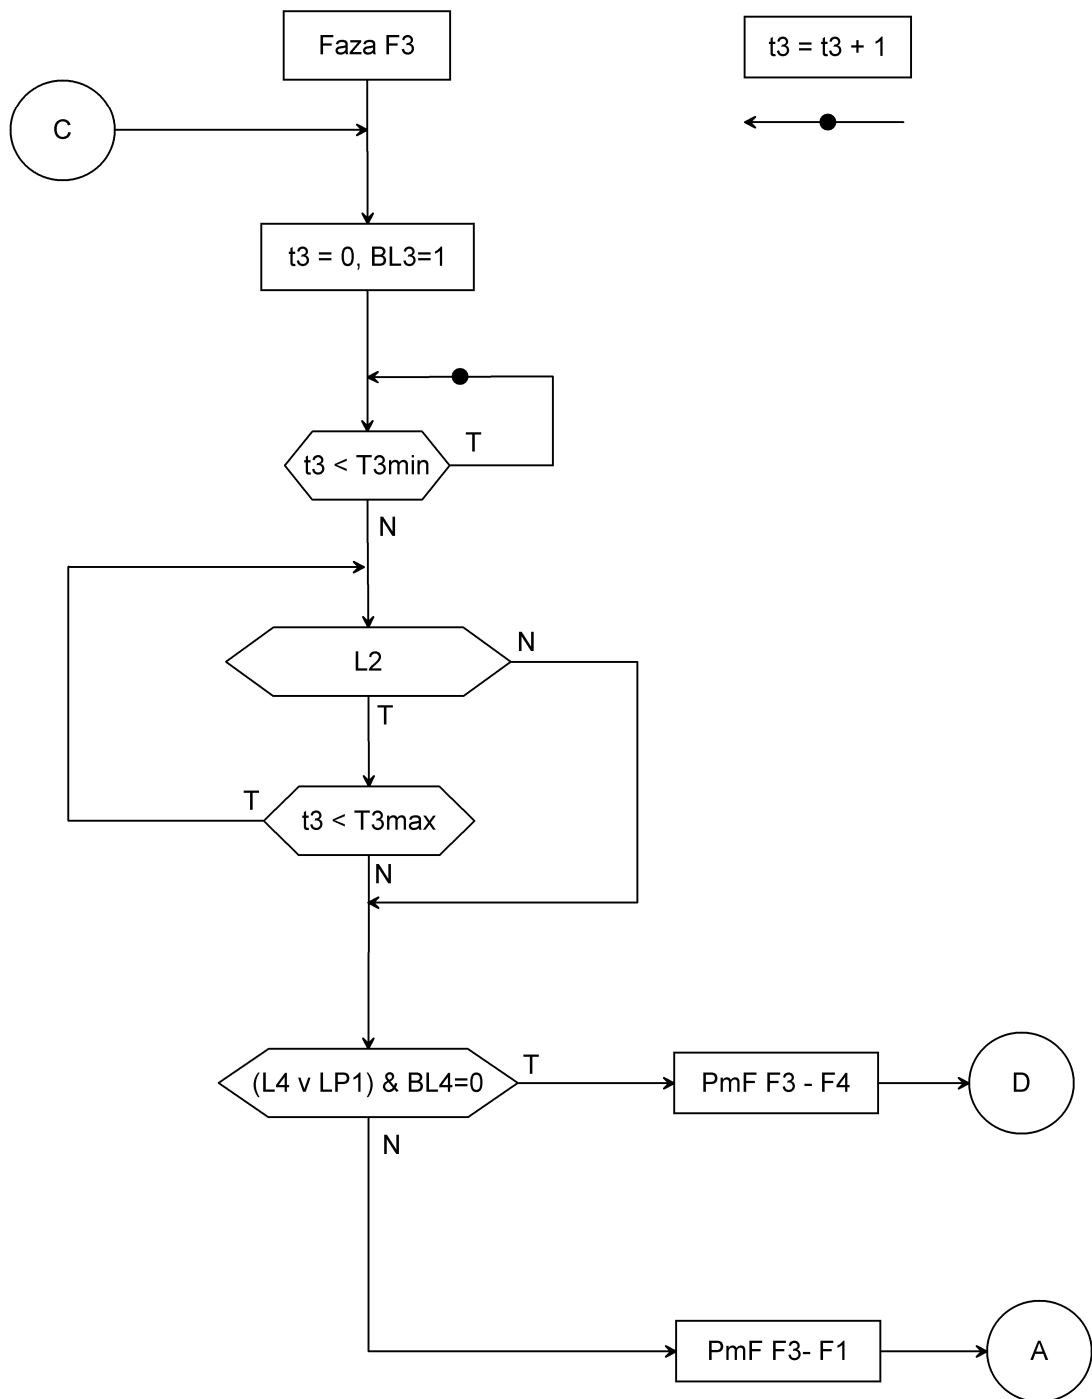 Faza F3
t3 = t3 + 1
C
t3 = 0, BL3=1
t3 < T3min
T
N
L2
N
T
t3 < T3max
T
N
(L4 v LP1) & BL4=0
T
PmF F3 - F4
D
N
PmF F3- F1
A